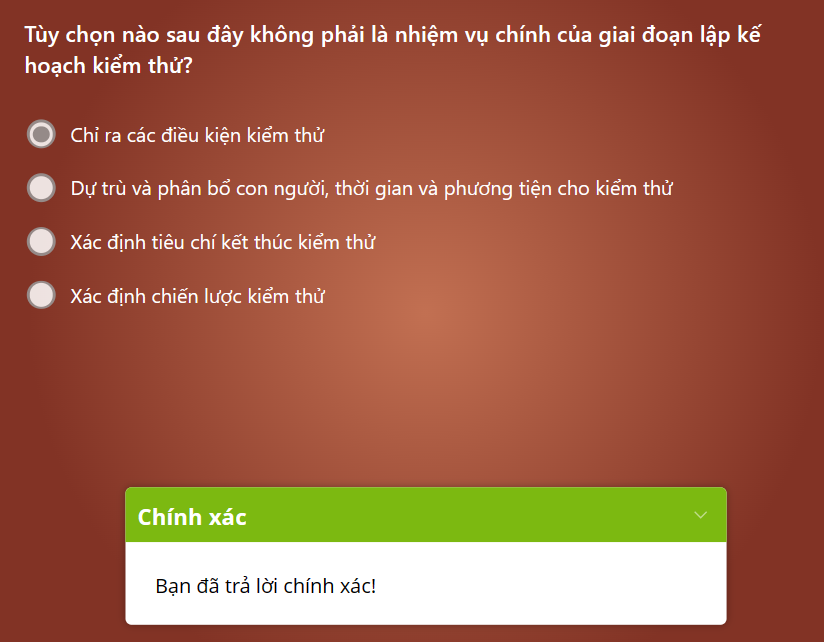 Tùy chọn nào sau đây không phải là nhiệm vụ chính của giai đoạn lập kế
hoạch kiểm thử?
Chỉ ra các điều kiện kiểm thử
Dự trù và phân bổ con người, thời gian và phương tiện cho kiểm thử
Xác định tiêu chí kết thúc kiểm thử
Xác định chiến lược kiểm thử
Chính xác
Bạn đã trả lời chính xác!